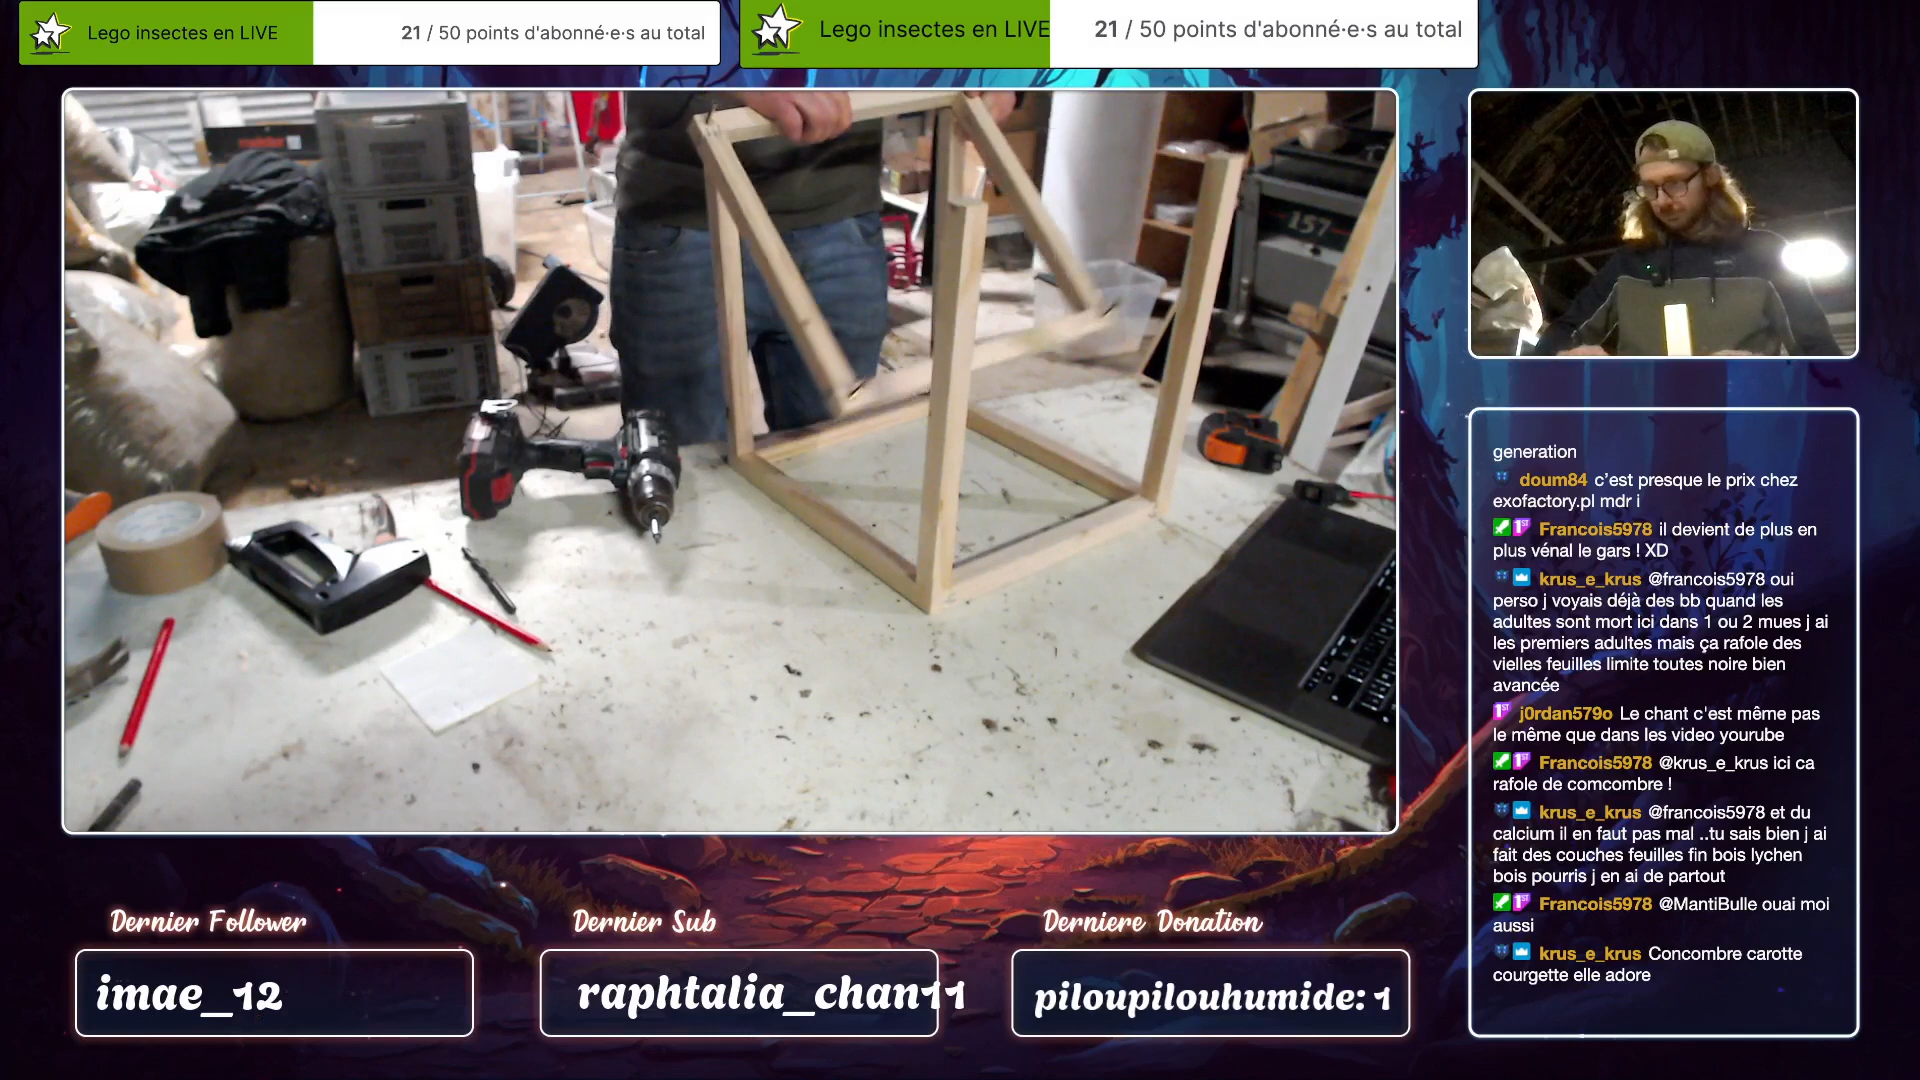 Lego insectes en LIVE
21 / 50 points d'abonné·e·s au total
Lego insectes en LIVE
21 / 50 points d'abonné·e·s au total
157
generation
doum84 c'est presque le prix chez
exofactory.pl mdr i
1ST Francois5978 il devient de plus en
plus vénal le gars ! XD
krus_e_krus @francois5978 oui
perso j voyais déjà des bb quand les
adultes sont mort ici dans 1 ou 2 mues j ai
les premiers adultes mais ça rafole des
vielles feuilles limite toutes noire bien
avancée
1ST j0rdan579o Le chant c'est même pas
le même que dans les video yourube
1ST Francois5978 @krus_e_krus ici ca
rafole de comcombre !
krus_e_krus @francois5978 et du
calcium il en faut pas mal ..tu sais bien j ai
fait des couches feuilles fin bois lychen
bois pourris j en ai de partout
1ST Francois5978 @MantiBulle ouai moi
aussi
krus_e_krus Concombre carotte
courgette elle adore
Dernier Follower
imae_12
Dernier Sub
raphtalia_chan11
Derniere Donation
piloupilouhumide: 1